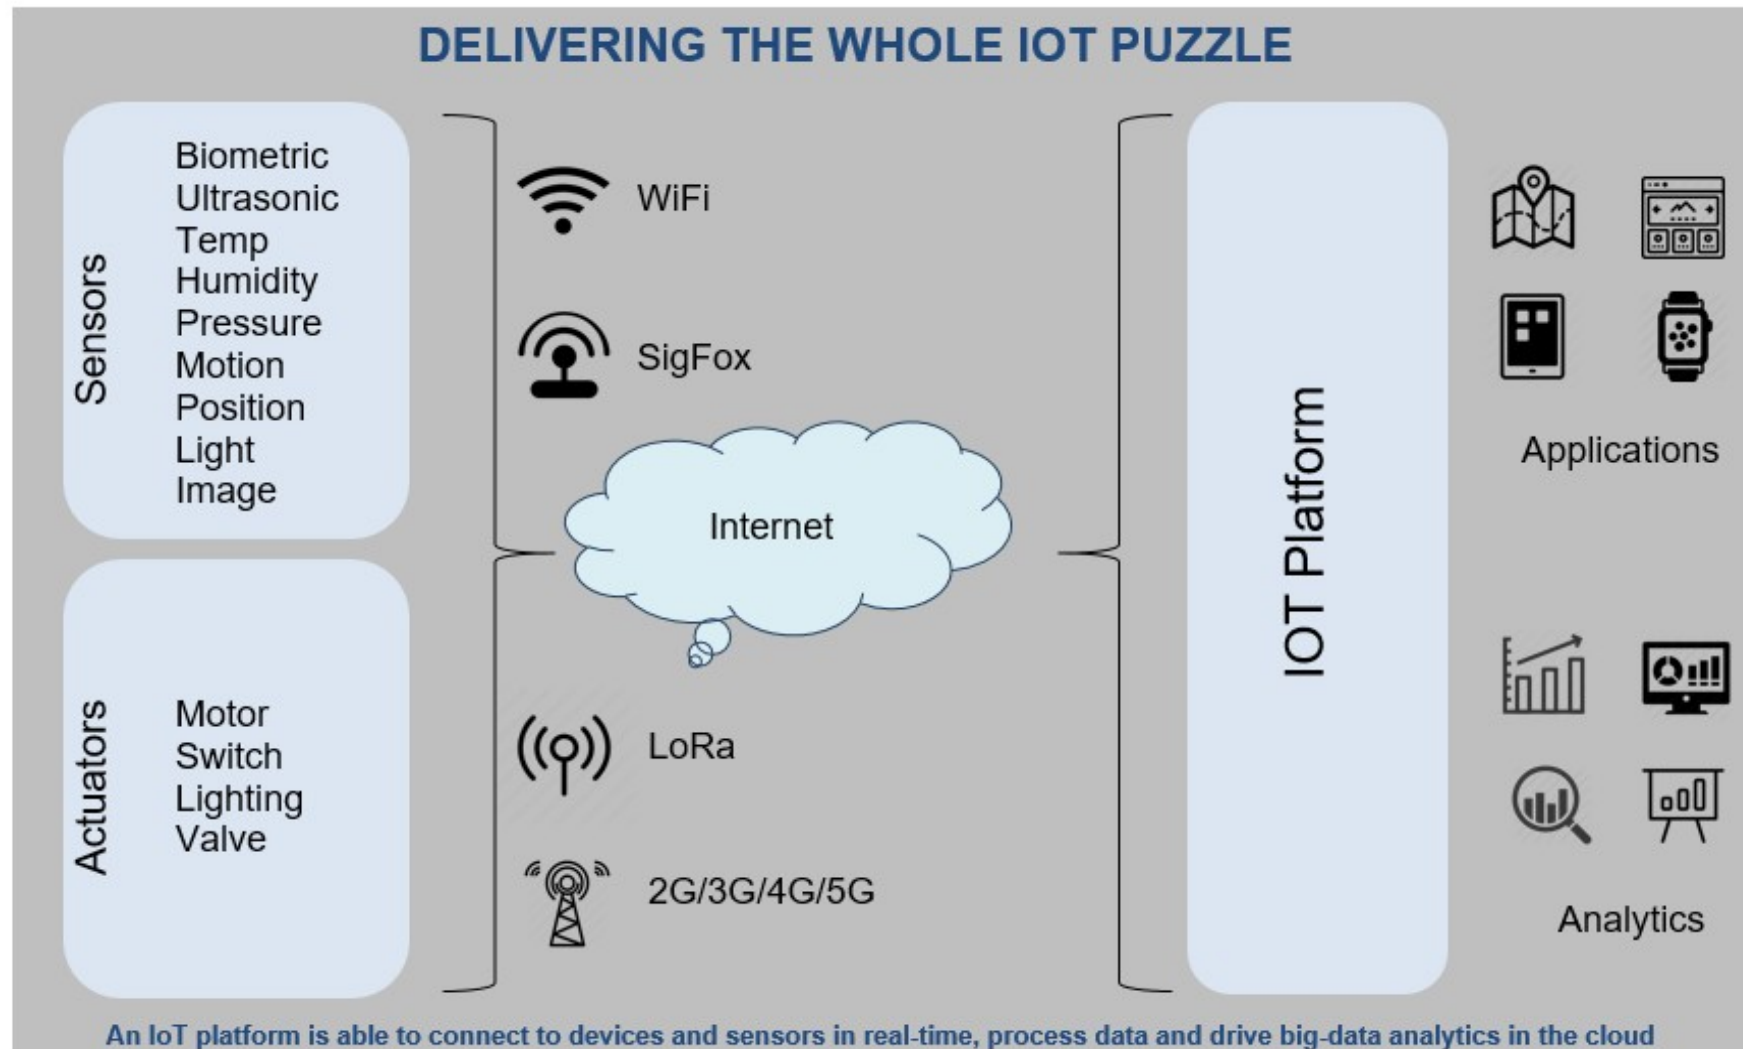 DELIVERING THE WHOLE IOT PUZZLE
Sensors
Biometric
Ultrasonic
Temp
Humidity
Pressure
Motion
Position
Light
Image
Actuators
Motor
Switch
Lighting
Valve
WiFi
SigFox
Internet
LoRa
2G/3G/4G/5G
IOT Platform
Applications
Analytics
An IoT platform is able to connect to devices and sensors in real-time, process data and drive big-data analytics in the cloud